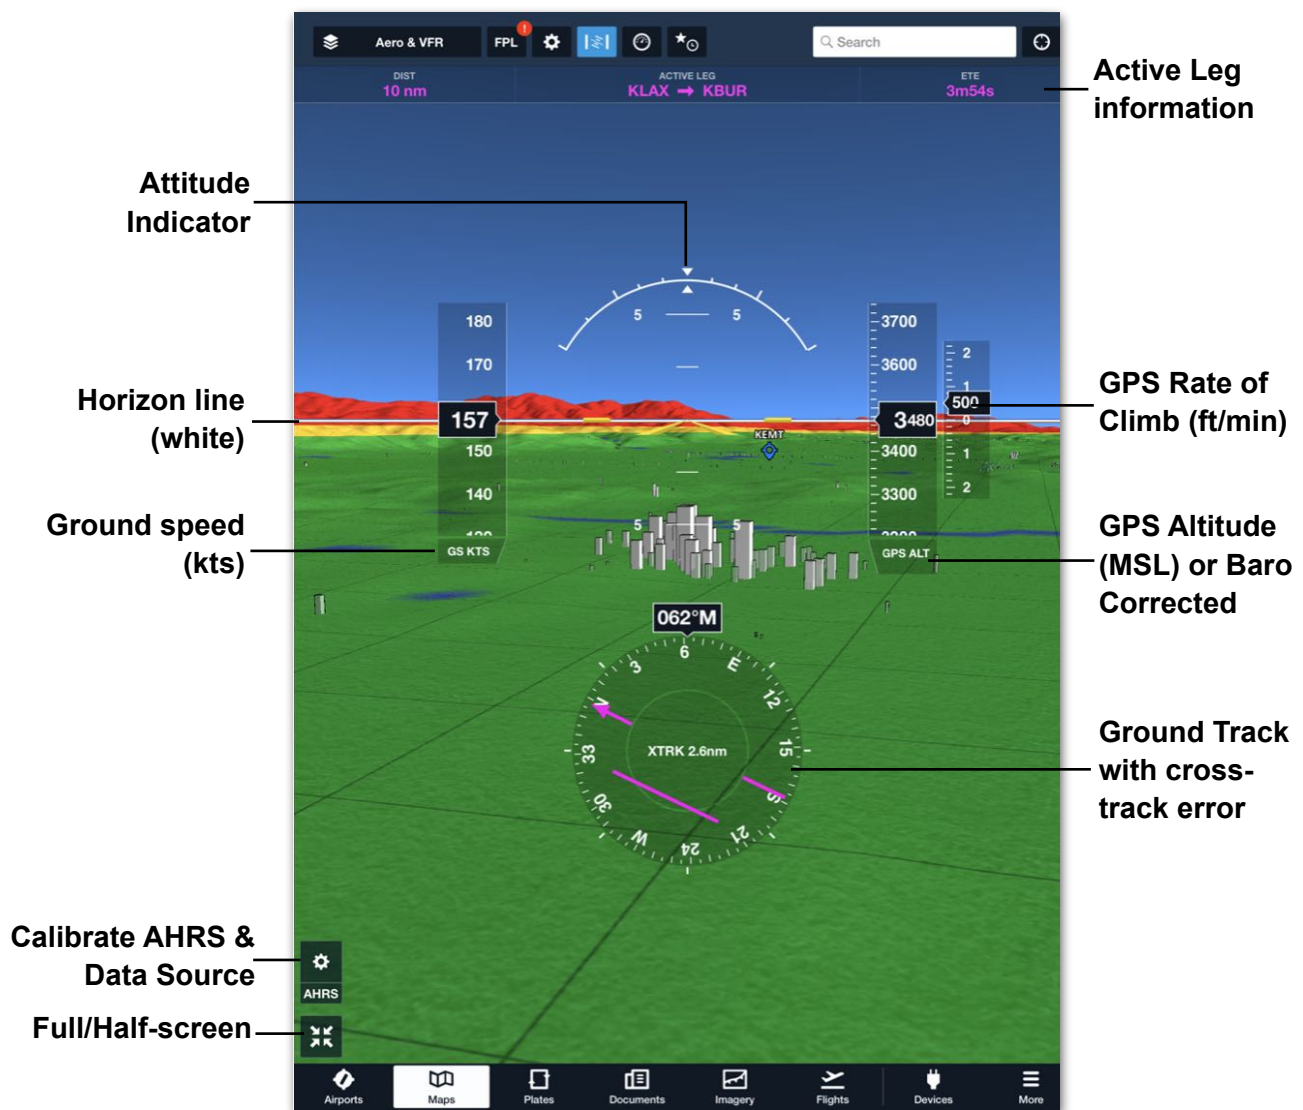 Aero & VFR
FPL
!
Search
DIST
10 nm
ACTIVE LEG
KLAX → KBUR
ETE
3m54s
Active Leg
information
Attitude
Indicator
5
5
180
170
157
150
140
130
GS KTS
3700
3600
3480
3400
3300
3200
GPS ALT
2
1
500
0
1
2
Horizon line
(white)
GPS Rate of
Climb (ft/min)
KEMT
Ground speed
(kts)
5
5
GPS Altitude
(MSL) or Baro
Corrected
062°M
N
3
6
E
12
15
S
21
24
W
30
33
XTRK 2.6nm
Ground Track
with cross-
track error
Calibrate AHRS &
Data Source
AHRS
Full/Half-screen
Airports
Maps
Plates
Documents
Imagery
Flights
Devices
More